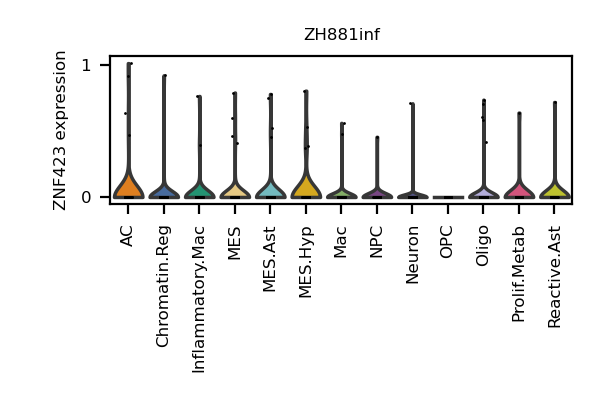 ZH881inf
ZNF423 expression
1
0
AC
Chromatin.Reg
Inflammatory.Mac
MES
MES.Ast
MES.Hyp
Mac
NPC
Neuron
OPC
Oligo
Prolif.Metab
Reactive.Ast